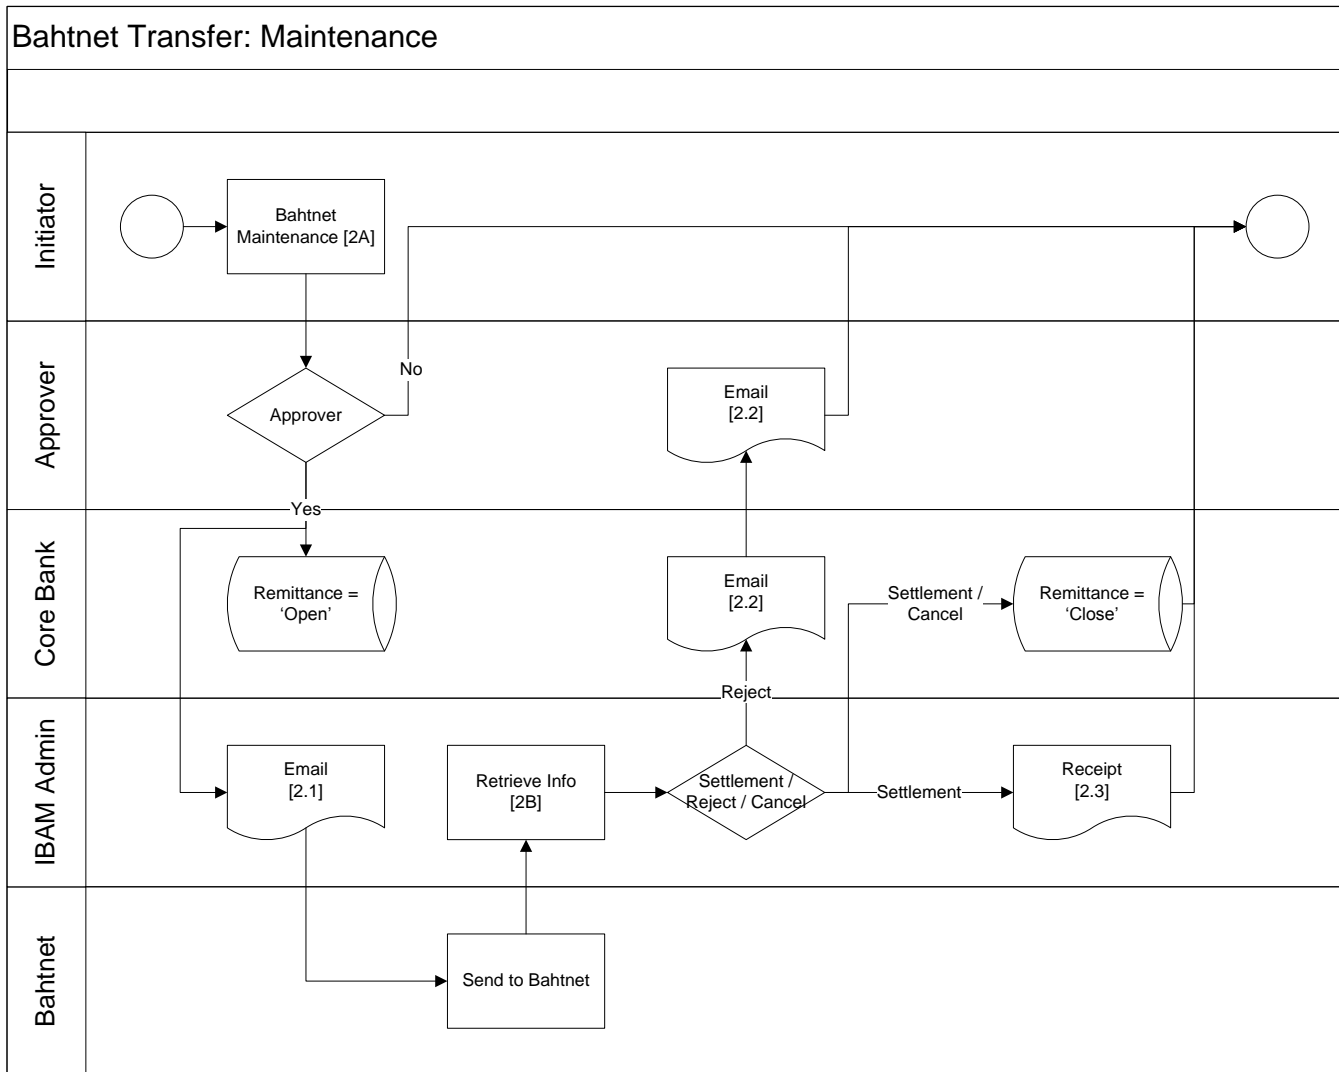 Bahtnet Transfer: Maintenance
Initiator
Bahtnet
Maintenance [2A]
Approver
No
Approver
Email
[2.2]
Yes
Core Bank
Remittance =
‘Open’
Email
[2.2]
Settlement /
Cancel
Remittance =
‘Close’
Reject
IBAM Admin
Email
[2.1]
Retrieve Info
[2B]
Settlement /
Reject / Cancel
Settlement
Receipt
[2.3]
Bahtnet
Send to Bahtnet